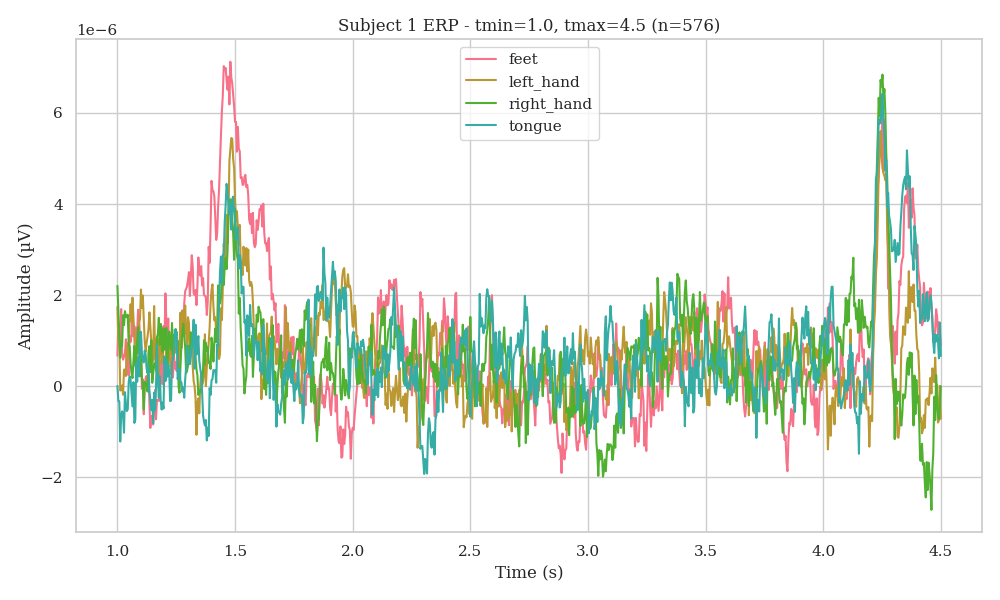 Subject 1 ERP - tmin=1.0, tmax=4.5 (n=576)
1e−6
feet
left_hand
right_hand
tongue
6
4
2
0
−2
Amplitude (µV)
1.0 1.5 2.0 2.5 3.0 3.5 4.0 4.5
Time (s)